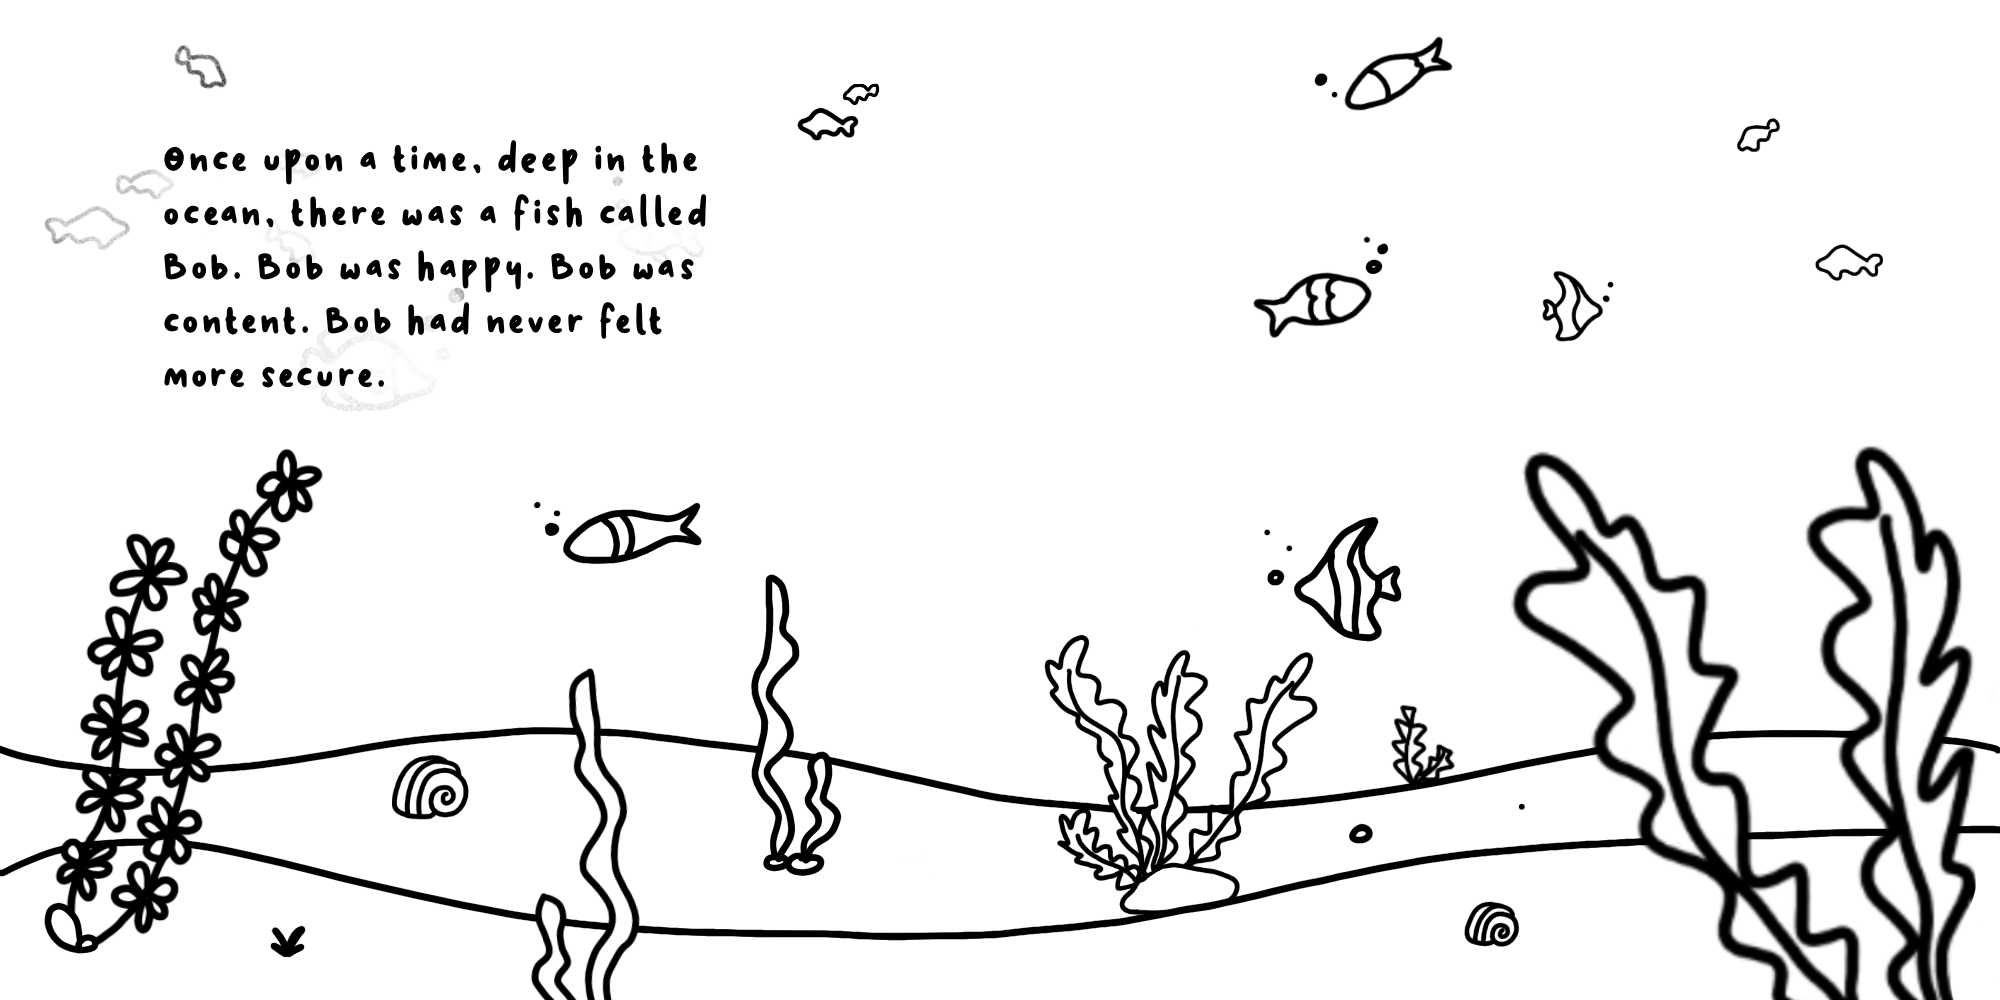 Once upon a time, deep in the
ocean, there was a fish called
Bob. Bob was happy. Bob was
content. Bob had never felt
more secure.